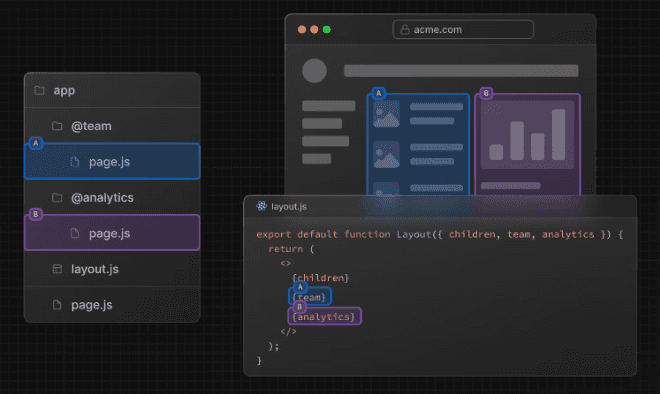 acme.com
A
B
app
@team
A
page.js
@analytics
B
page.js
layout.js
page.js
layout.js
export default function Layout({ children, team, analytics }) {
return (
<>
{children}
A
{team}
B
{analytics}
</>
);
}